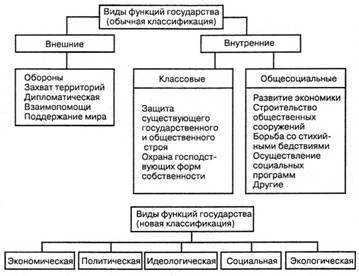 Виды функций государства
(обычная классификация)
Внешние
Внутренние
Обороны
Захват территорий
Дипломатическая
Взаимопомощи
Поддержание мира
Классовые
Защита
существующего
государственного
и общественного
строя
Охрана господст-
вующих форм
собственности
Общесоциальные
Развитие экономики
Строительство
общественных
сооружений
Борьба со стихий-
ными бедствиями
Осуществление
социальных
программ
Другие
Виды функций государства
(новая классификация)
Экономическая
Политическая
Идеологическая
Социальная
Экологическая